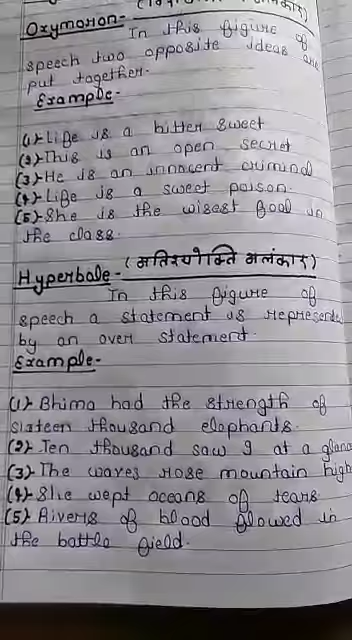 Oxymoron-
In this figure of
speech two opposite ideas are
put together.
Example-
(1) Life is a bitter sweet
(2) This is an open secret
(3) He is an innocent criminal
(4) Life is a sweet poison.
(5) She is the wisest fool in
the class.
Hyperbole- (अतिश्योक्ति अलंकार)
In this figure of
speech a statement is represented
by an over statement.
Example-
(1) Bhima had the strength of
sixteen thousand elephants.
(2) Ten thousand saw I at a glance
(3) The waves rose mountain high
(4) She wept oceans of tears.
(5) Rivers of blood flowed in
the battle field.